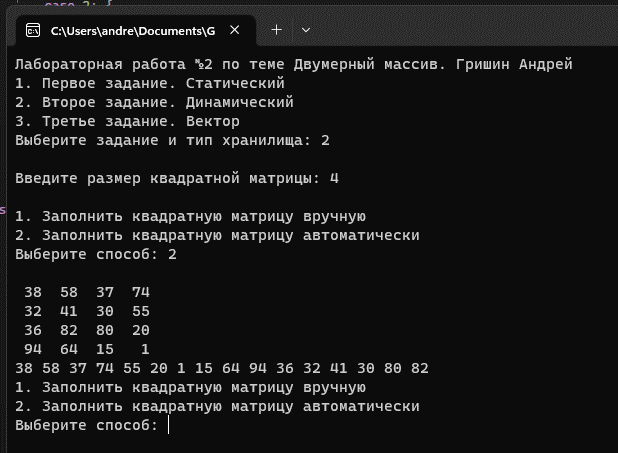 case 2: {
C:\Users\andre\Documents\G
Лабораторная работа №2 по теме Двумерный массив. Гришин Андрей
1. Первое задание. Статический
2. Второе задание. Динамический
3. Третье задание. Вектор
Выберите задание и тип хранилища: 2
Введите размер квадратной матрицы: 4
s
1. Заполнить квадратную матрицу вручную
2. Заполнить квадратную матрицу автоматически
Выберите способ: 2
38 58 37 74
32 41 30 55
36 82 80 20
94 64 15 1
38 58 37 74 55 20 1 15 64 94 36 32 41 30 80 82
1. Заполнить квадратную матрицу вручную
2. Заполнить квадратную матрицу автоматически
Выберите способ: